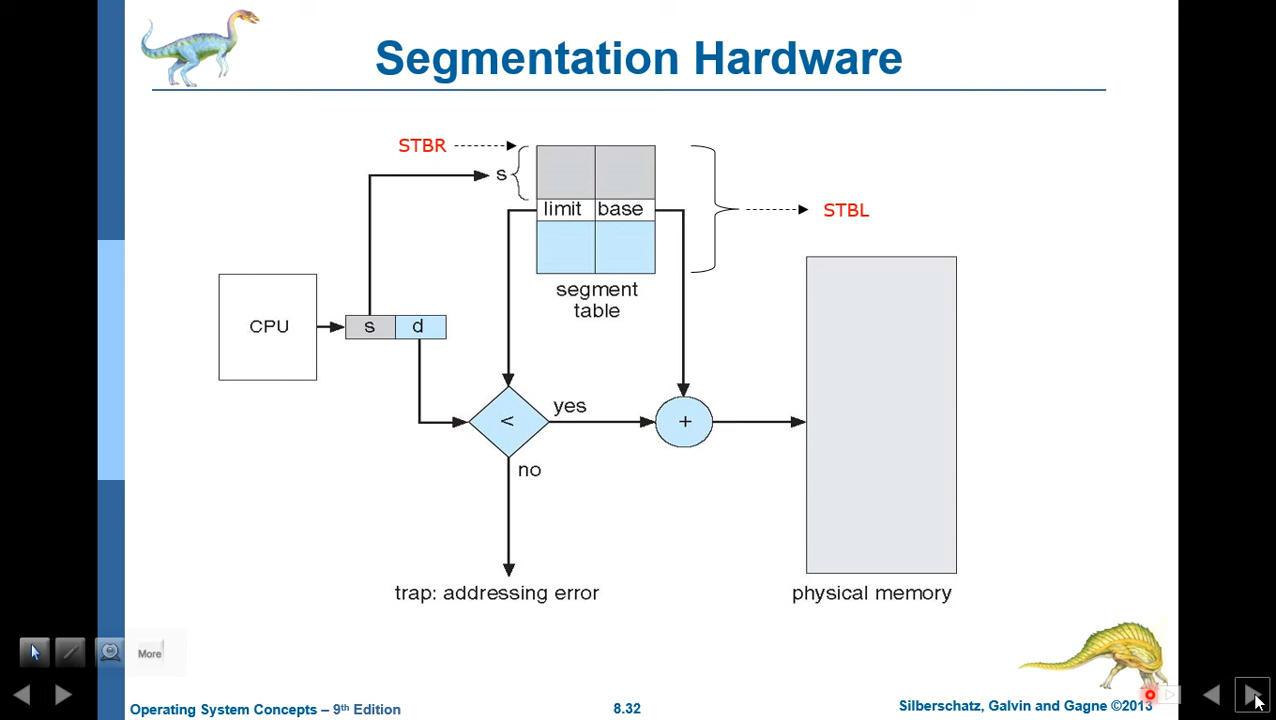 Segmentation Hardware
STBR
s
limit base
STBL
segment
table
CPU
s d
<
yes
+
no
trap: addressing error
physical memory
More
Operating System Concepts – 9th Edition
8.32
Silberschatz, Galvin and Gagne ©2013